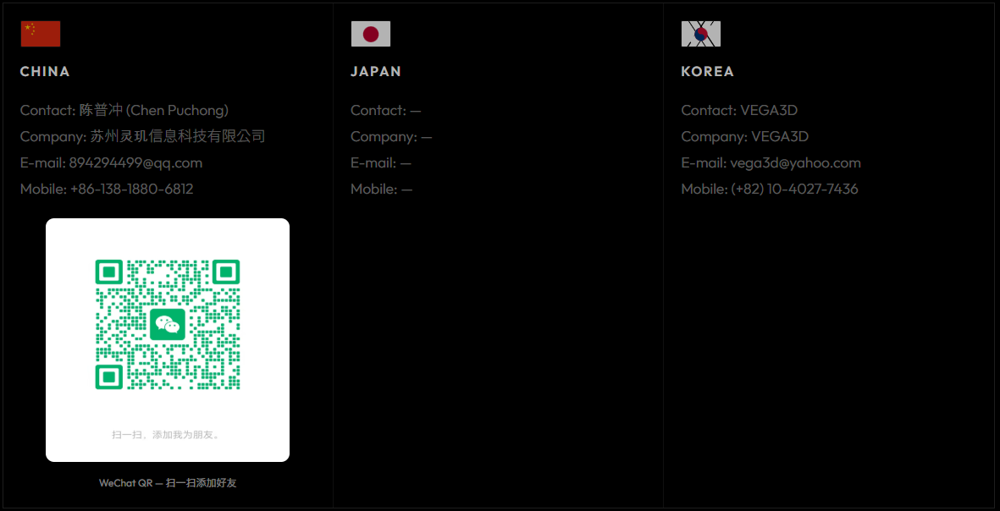 CHINA
Contact: 陈普冲 (Chen Puchong)
Company: 苏州灵玑信息科技有限公司
E-mail: 894294499@qq.com
Mobile: +86-138-1880-6812
扫一扫，添加我为朋友。
WeChat QR — 扫一扫添加好友
JAPAN
Contact: —
Company: —
E-mail: —
Mobile: —
KOREA
Contact: VEGA3D
Company: VEGA3D
E-mail: vega3d@yahoo.com
Mobile: (+82) 10-4027-7436